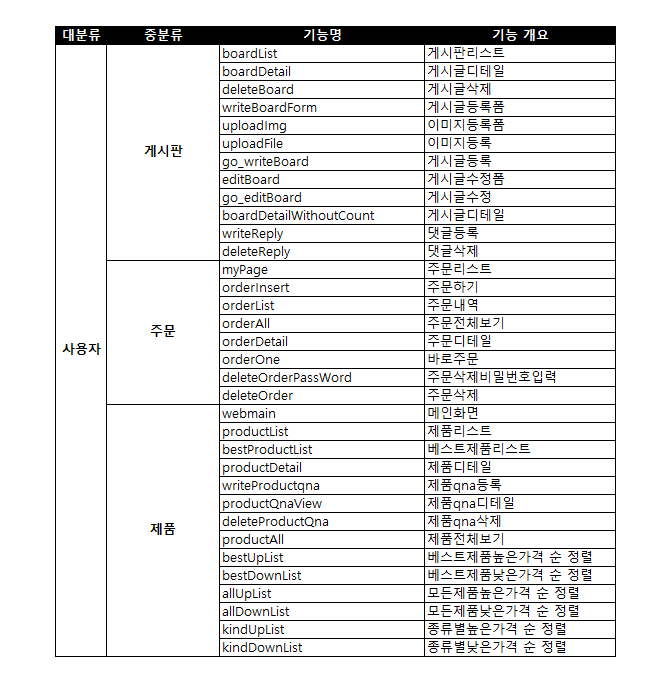 대분류 중분류 기능명 기능 개요
사용자
게시판
boardList 게시판리스트
boardDetail 게시글디테일
deleteBoard 게시글삭제
writeBoardForm 게시글등록폼
uploadImg 이미지등록폼
uploadFile 이미지등록
go_writeBoard 게시글등록
editBoard 게시글수정폼
go_editBoard 게시글수정
boardDetailWithoutCount 게시글디테일
writeReply 댓글등록
deleteReply 댓글삭제
주문
myPage 주문리스트
orderInsert 주문하기
orderList 주문내역
orderAll 주문전체보기
orderDetail 주문디테일
orderOne 바로주문
deleteOrderPassWord 주문삭제비밀번호입력
deleteOrder 주문삭제
제품
webmain 메인화면
productList 제품리스트
bestProductList 베스트제품리스트
productDetail 제품디테일
writeProductqna 제품qna등록
productQnaView 제품qna디테일
deleteProductQna 제품qna삭제
productAll 제품전체보기
bestUpList 베스트제품높은가격 순 정렬
bestDownList 베스트제품낮은가격 순 정렬
allUpList 모든제품높은가격 순 정렬
allDownList 모든제품낮은가격 순 정렬
kindUpList 종류별높은가격 순 정렬
kindDownList 종류별낮은가격 순 정렬